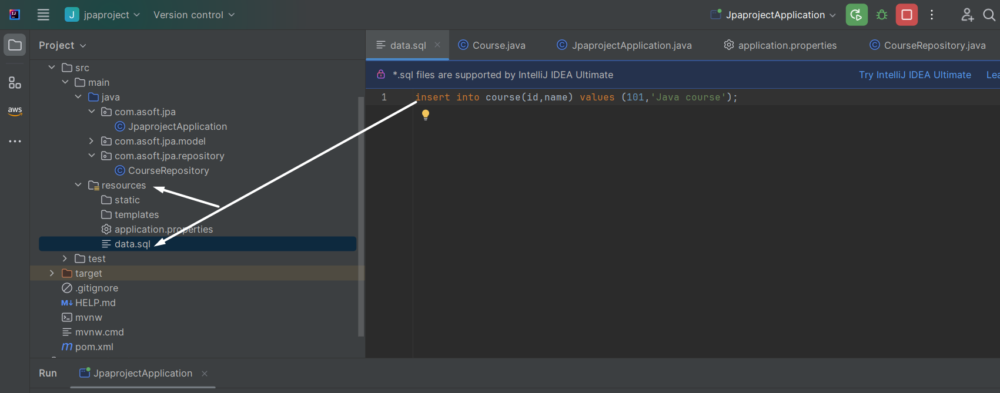 J jpaproject Version control JpaprojectApplication
Project
data.sql Course.java JpaprojectApplication.java application.properties CourseRepository.java
*.sql files are supported by IntelliJ IDEA Ultimate Try IntelliJ IDEA Ultimate Lea
1 insert into course(id,name) values (101,'Java course');
aws
src
main
java
com.asoft.jpa
JpaprojectApplication
com.asoft.jpa.model
com.asoft.jpa.repository
CourseRepository
resources
static
templates
application.properties
data.sql
test
target
.gitignore
M↓ HELP.md
mvnw
mvnw.cmd
m pom.xml
Run JpaprojectApplication